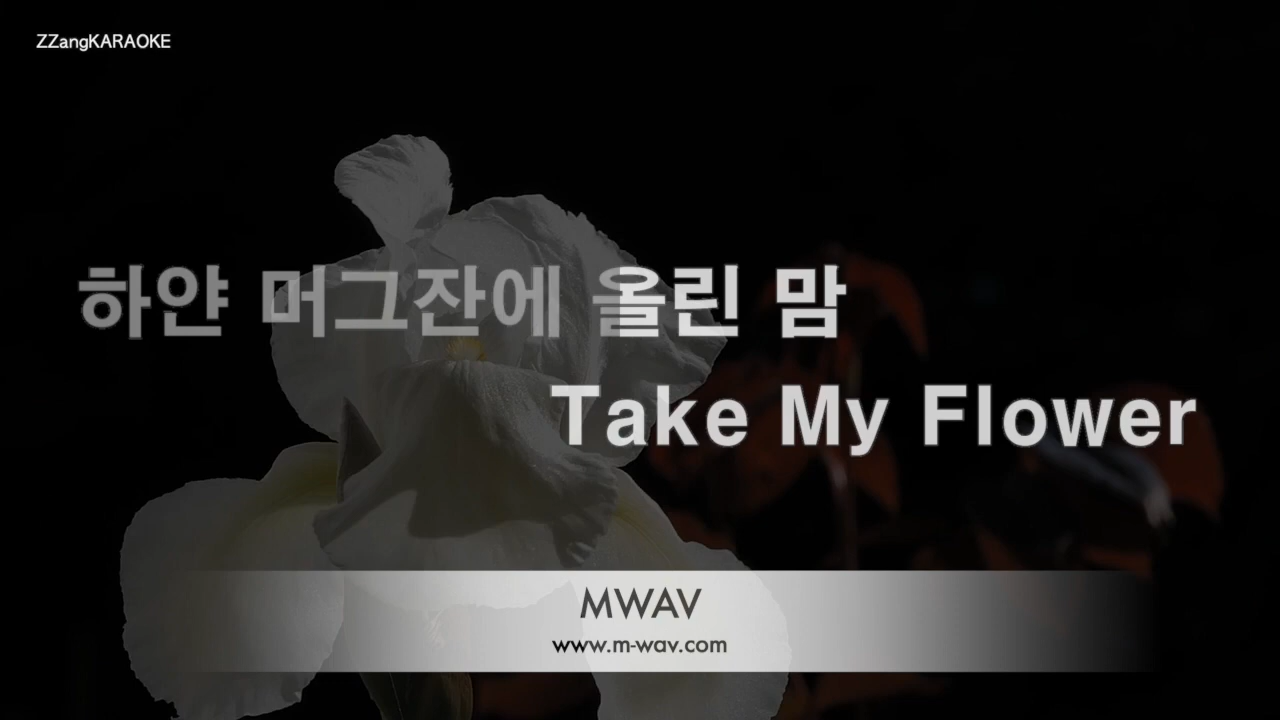 ZZangKARAOKE
하얀 머그잔에 올린 맘
Take My Flower
MWAV
www.m-wav.com